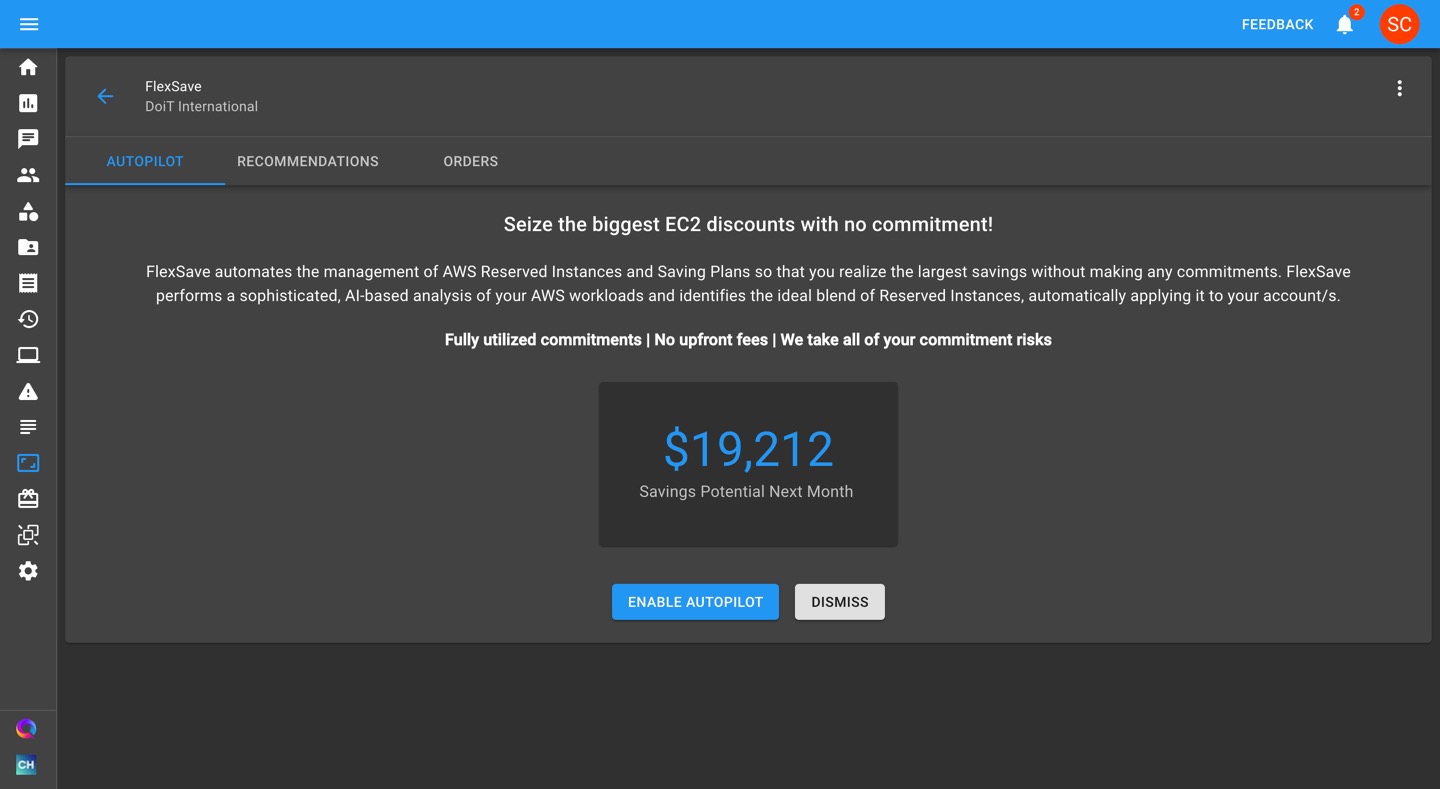 FEEDBACK
2
SC
FlexSave
DoiT International
AUTOPILOT
RECOMMENDATIONS
ORDERS
Seize the biggest EC2 discounts with no commitment!
FlexSave automates the management of AWS Reserved Instances and Saving Plans so that you realize the largest savings without making any commitments. FlexSave
performs a sophisticated, AI-based analysis of your AWS workloads and identifies the ideal blend of Reserved Instances, automatically applying it to your account/s.
Fully utilized commitments | No upfront fees | We take all of your commitment risks
$19,212
Savings Potential Next Month
ENABLE AUTOPILOT
DISMISS
CH